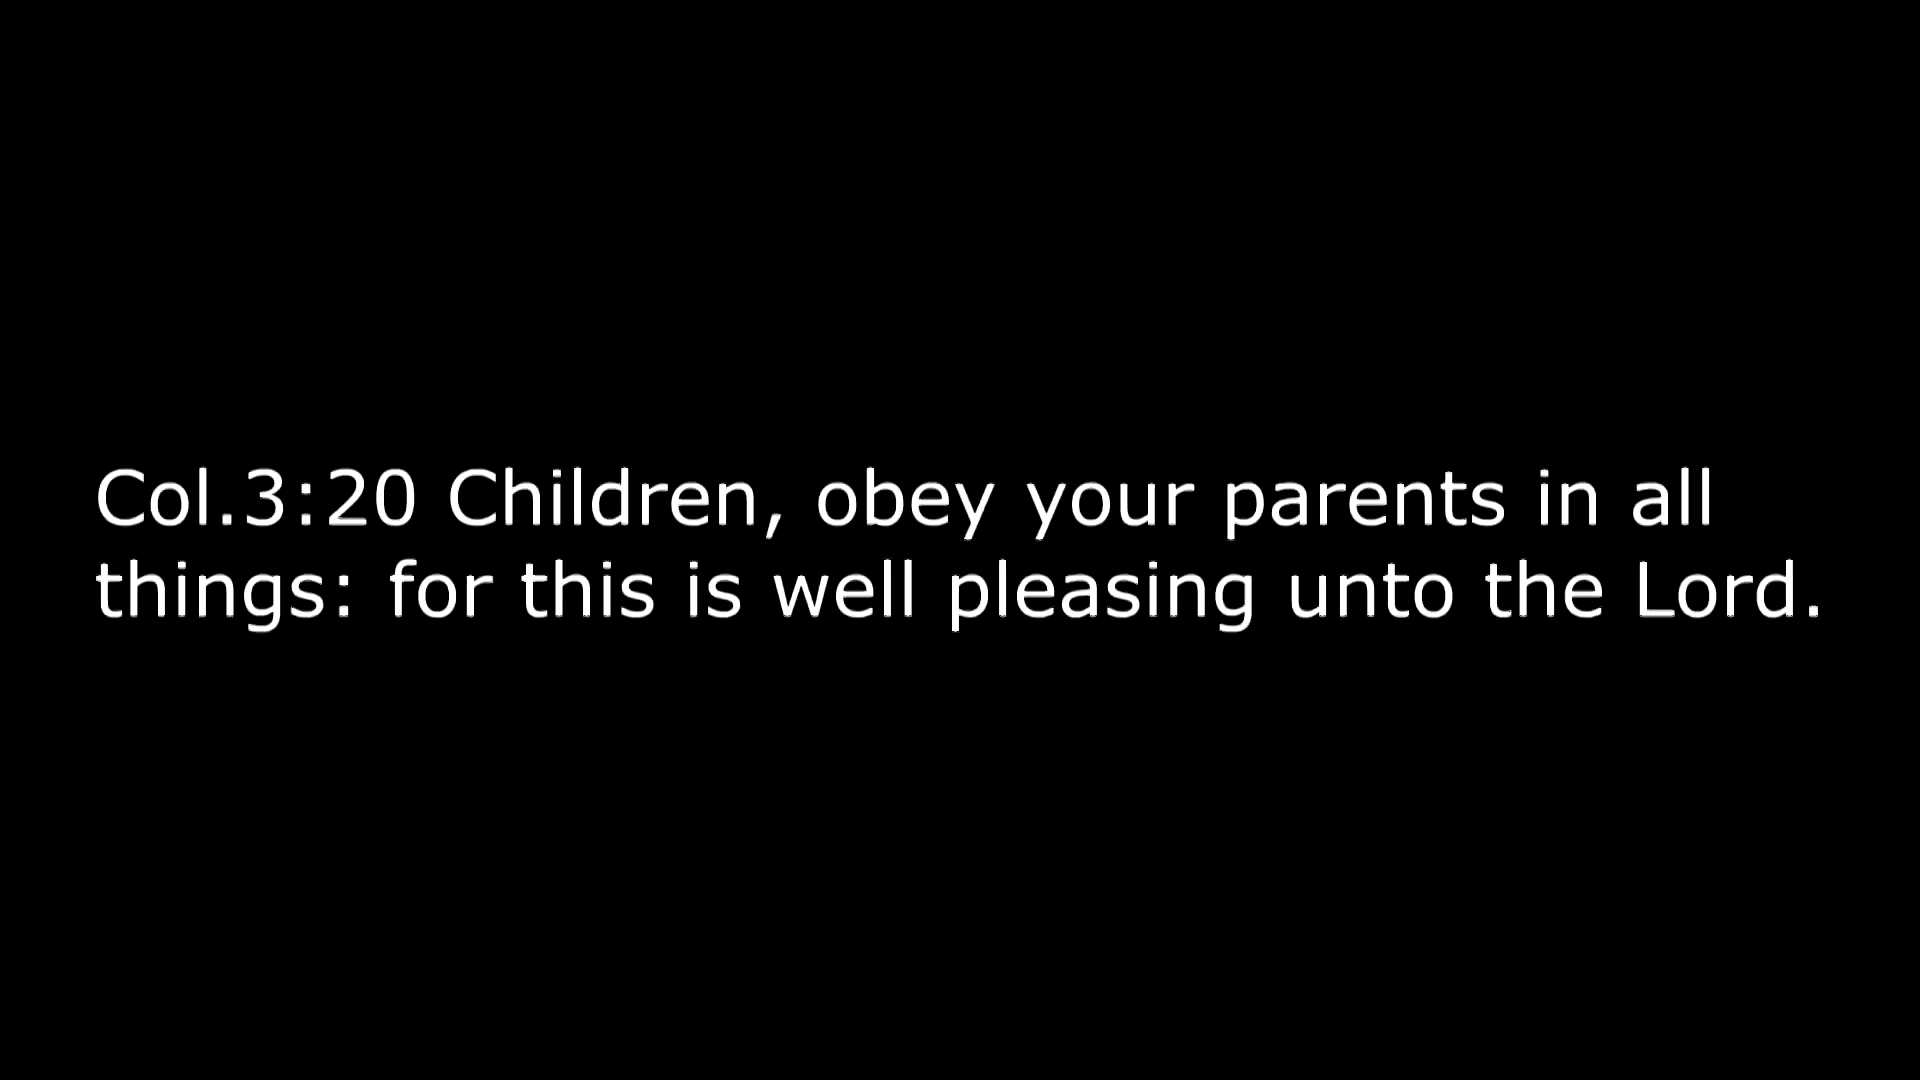 Col.3:20 Children, obey your parents in all
things: for this is well pleasing unto the Lord.